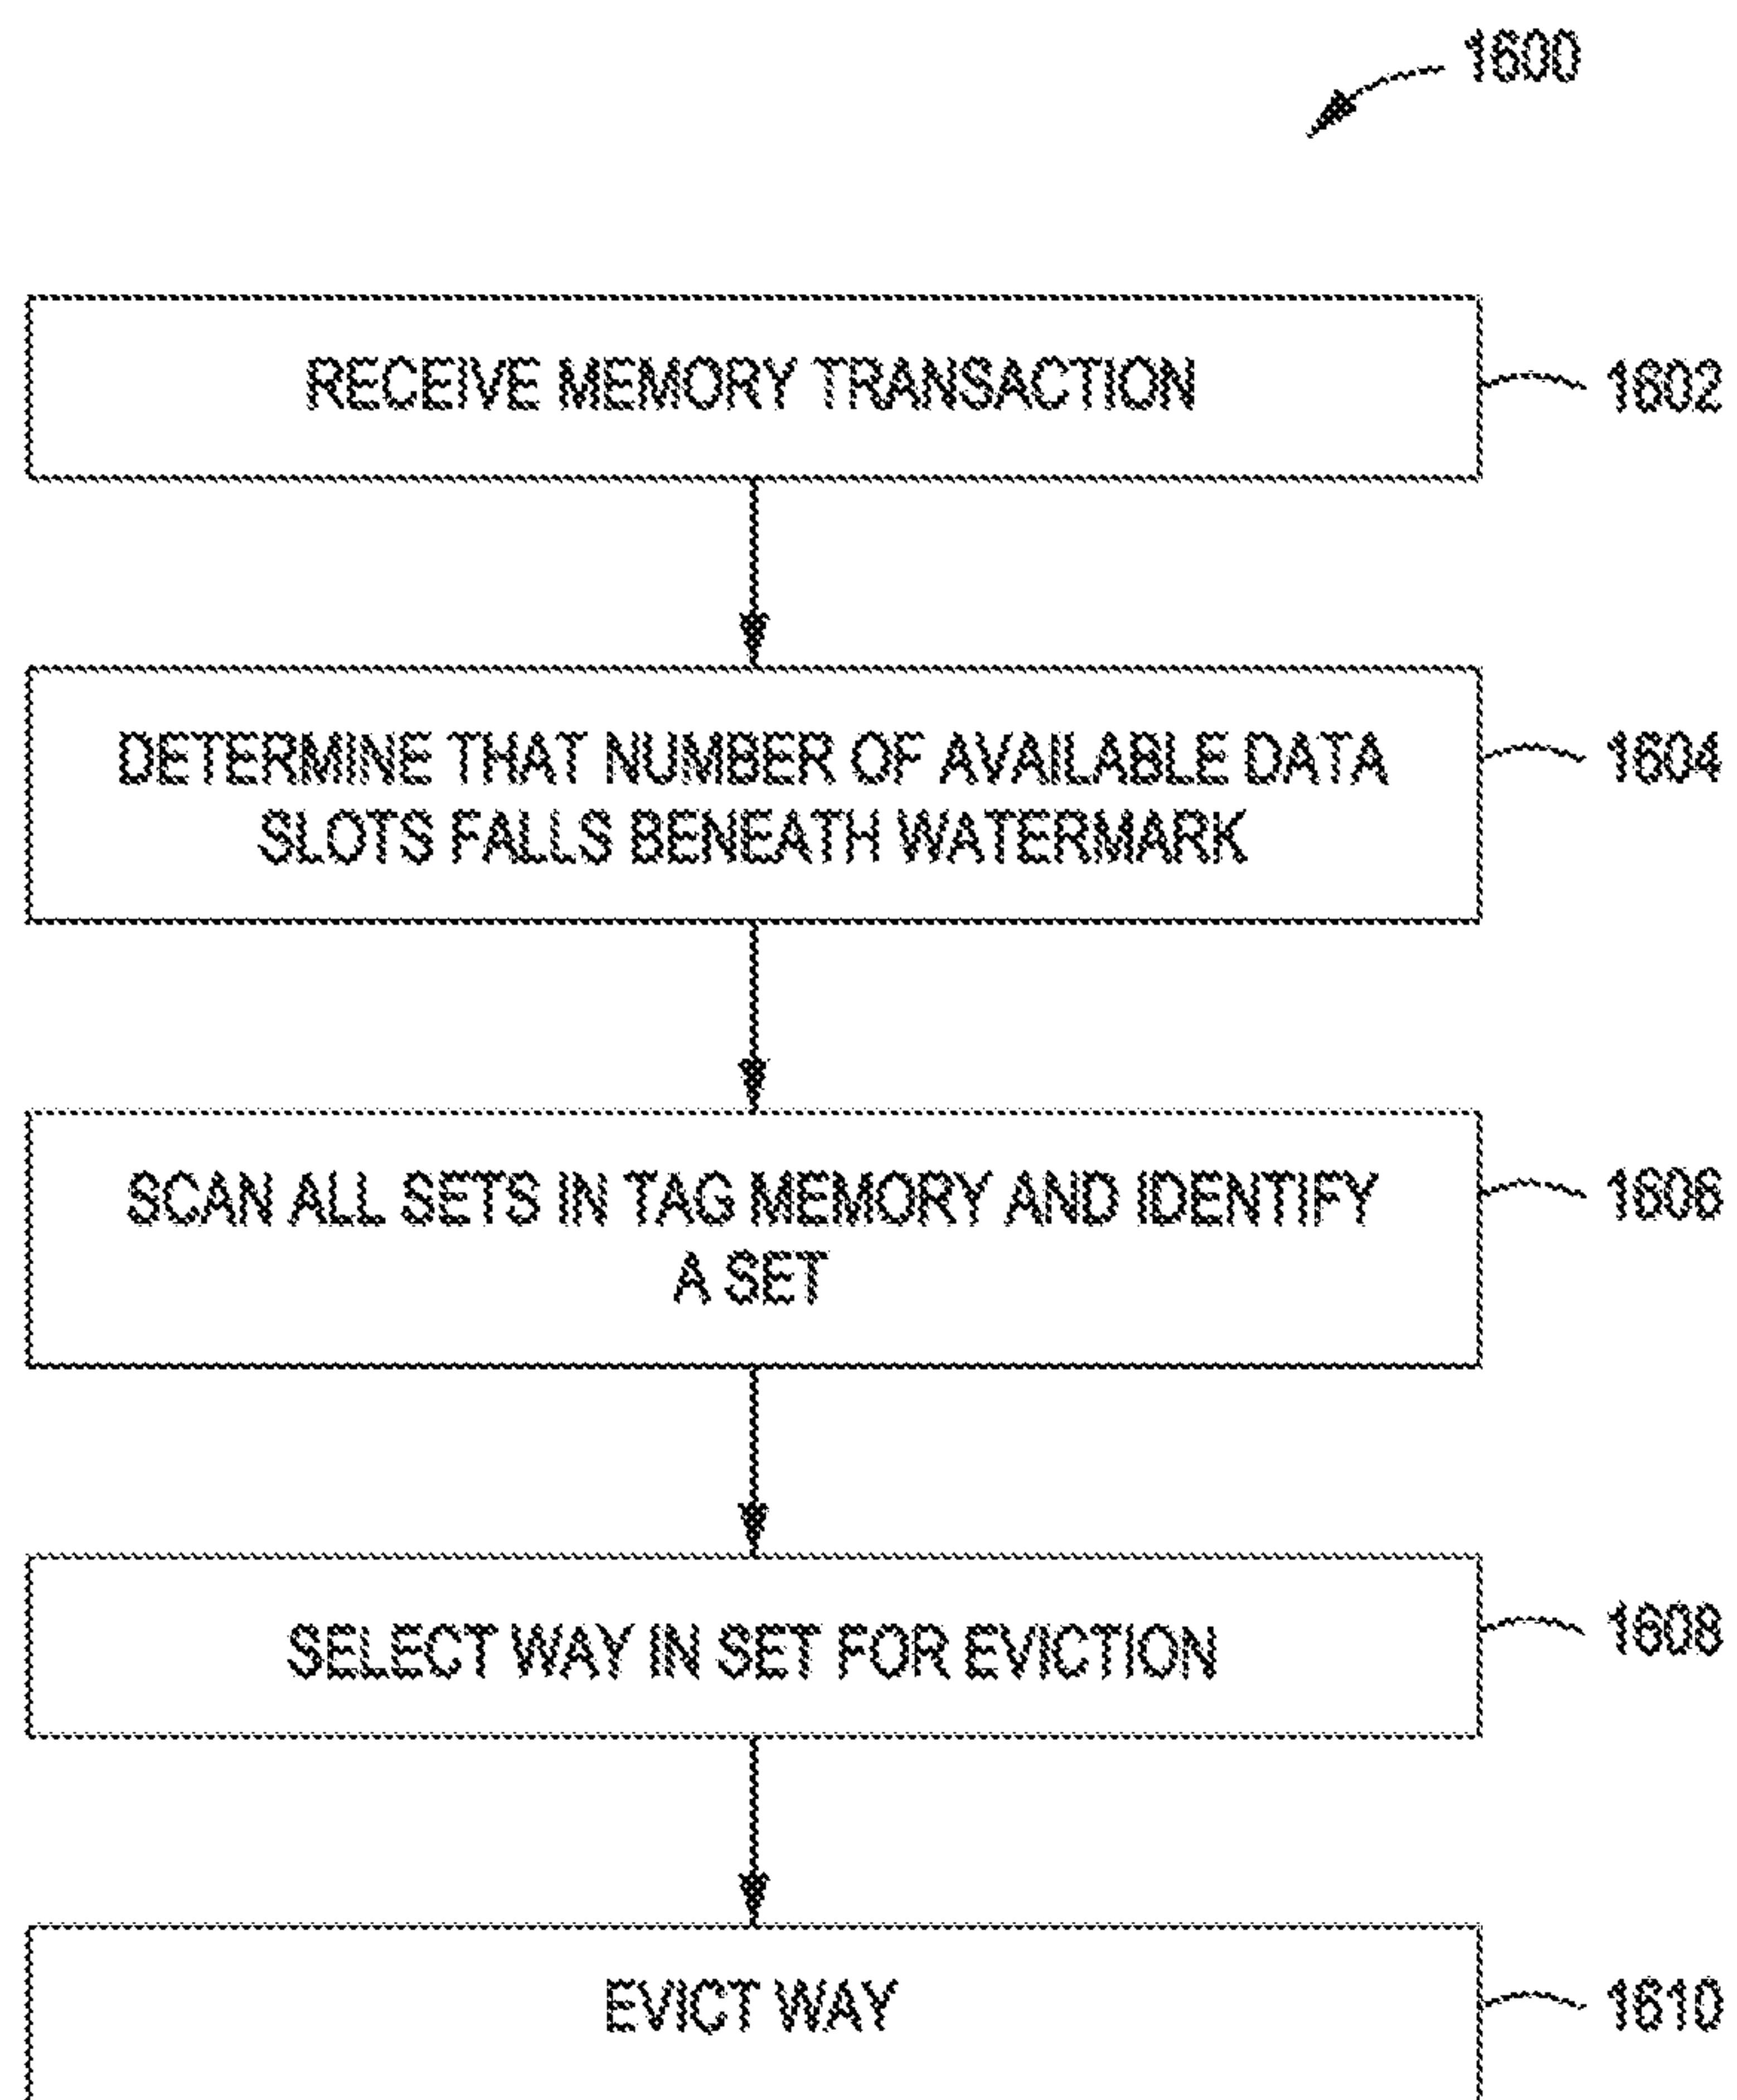 1600
RECEIVE MEMORY TRANSACTION
1602
DETERMINE THAT NUMBER OF AVAILABLE DATA
SLOTS FALLS BENEATH WATERMARK
1604
SCAN ALL SETS IN TAG MEMORY AND IDENTIFY
A SET
1606
SELECT WAY IN SET FOR EVICTION
1608
EVICT WAY
1610